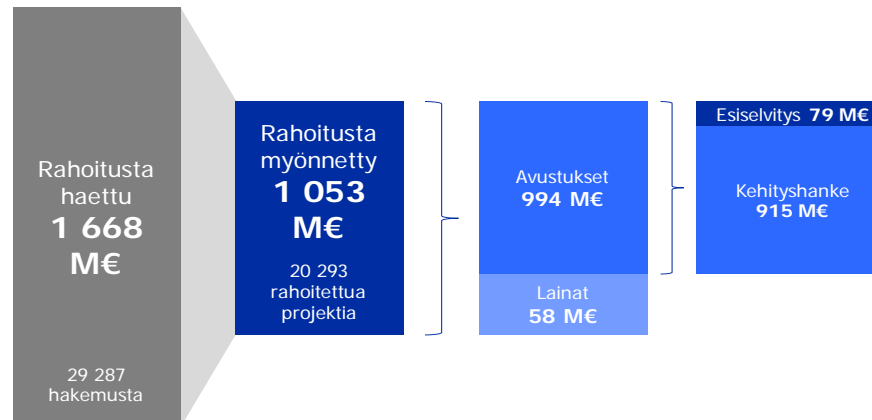 Rahoitusta
haettu
1 668
M€
29 287
hakemusta
Rahoitusta
myönnetty
1 053
M€
20 293
rahoitettua
projektia
Avustukset
994 M€
Lainat
58 M€
Esiselvitys 79 M€
Kehityshanke
915 M€